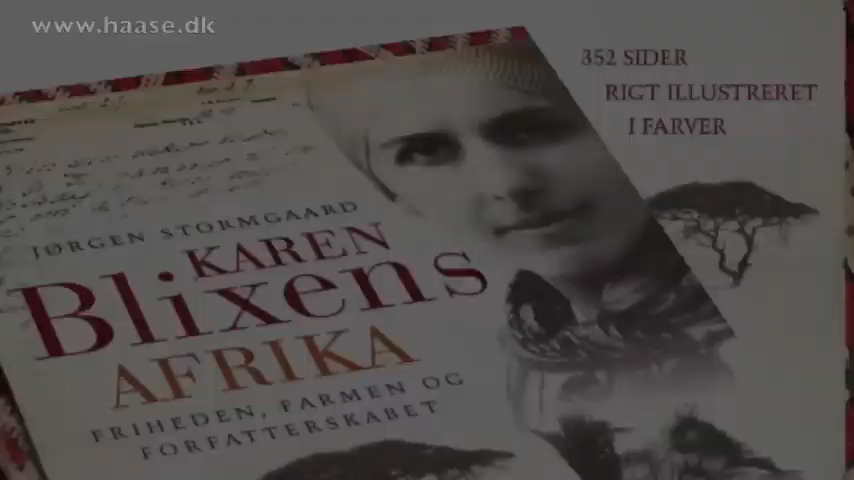 www.haase.dk
352 SIDER
RIGT ILLUSTRERET
I FARVER
JØRGEN STORMGAARD
KAREN
Blixens
AFRIKA
FRIHEDEN, FARMEN OG
FORFATTERSKABET